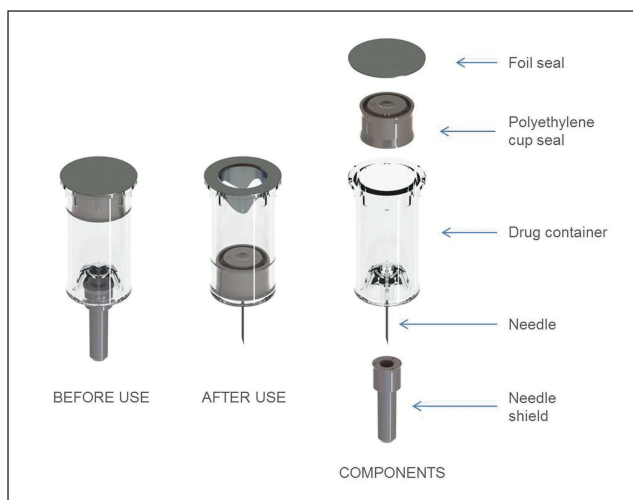 Foil seal
Polyethylene
cup seal
Drug container
Needle
Needle
shield
BEFORE USE
AFTER USE
COMPONENTS